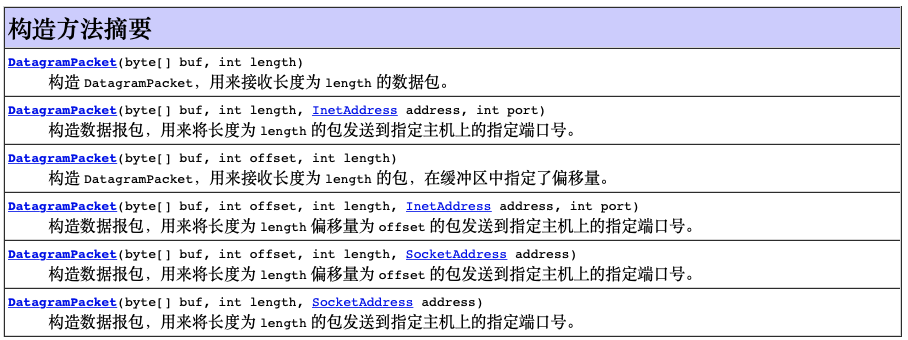 构造方法摘要
DatagramPacket(byte[] buf, int length)
构造 DatagramPacket，用来接收长度为 length 的数据包。
DatagramPacket(byte[] buf, int length, InetAddress address, int port)
构造数据报包，用来将长度为 length 的包发送到指定主机上的指定端口号。
DatagramPacket(byte[] buf, int offset, int length)
构造 DatagramPacket，用来接收长度为 length 的包，在缓冲区中指定了偏移量。
DatagramPacket(byte[] buf, int offset, int length, InetAddress address, int port)
构造数据报包，用来将长度为 length 偏移量为 offset 的包发送到指定主机上的指定端口号。
DatagramPacket(byte[] buf, int offset, int length, SocketAddress address)
构造数据报包，用来将长度为 length 偏移量为 offset 的包发送到指定主机上的指定端口号。
DatagramPacket(byte[] buf, int length, SocketAddress address)
构造数据报包，用来将长度为 length 的包发送到指定主机上的指定端口号。